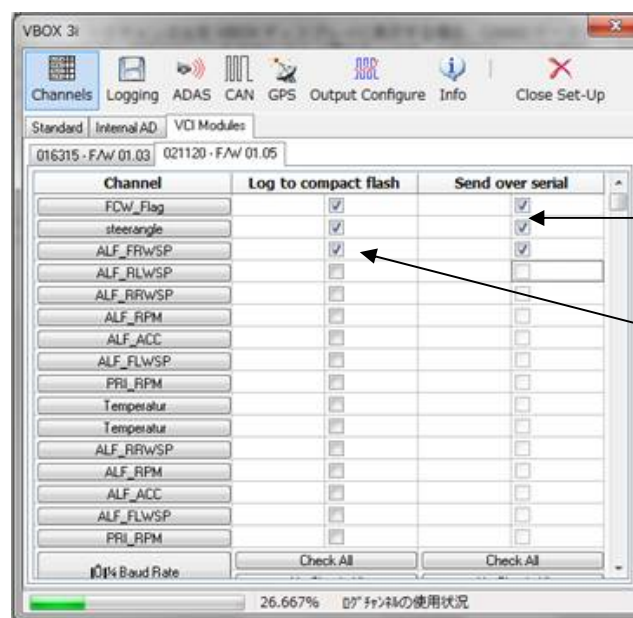 VBOX 3i
Channels Logging ADAS CAN GPS Output Configure Info Close Set-Up
Standard Internal AD VCI Modules
016315 - F/W 01.03 021120 - F/W 01.05
Channel Log to compact flash Send over serial
FCW_Flag
steerangle
ALF_FRWSP
ALF_RLWSP
ALF_RRWSP
ALF_RPM
ALF_ACC
ALF_FLWSP
PRI_RPM
Temperatur
Temperatur
ALF_RRWSP
ALF_RPM
ALF_ACC
ALF_FLWSP
PRI_RPM
Baud Rate Check All Check All
26.667% ﾛｸﾞﾁｬﾝﾈﾙの使用状況